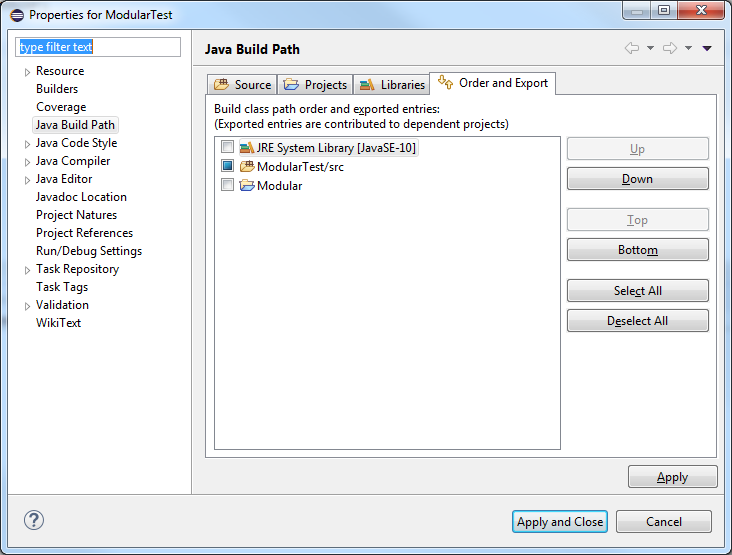 Properties for ModularTest
type filter text
Resource
Builders
Coverage
Java Build Path
Java Code Style
Java Compiler
Java Editor
Javadoc Location
Project Natures
Project References
Run/Debug Settings
Task Repository
Task Tags
Validation
WikiText
Java Build Path
Source Projects Libraries Order and Export
Build class path order and exported entries:
(Exported entries are contributed to dependent projects)
JRE System Library [JavaSE-10]
ModularTest/src
Modular
Up
Down
Top
Bottom
Select All
Deselect All
Apply
? Apply and Close Cancel